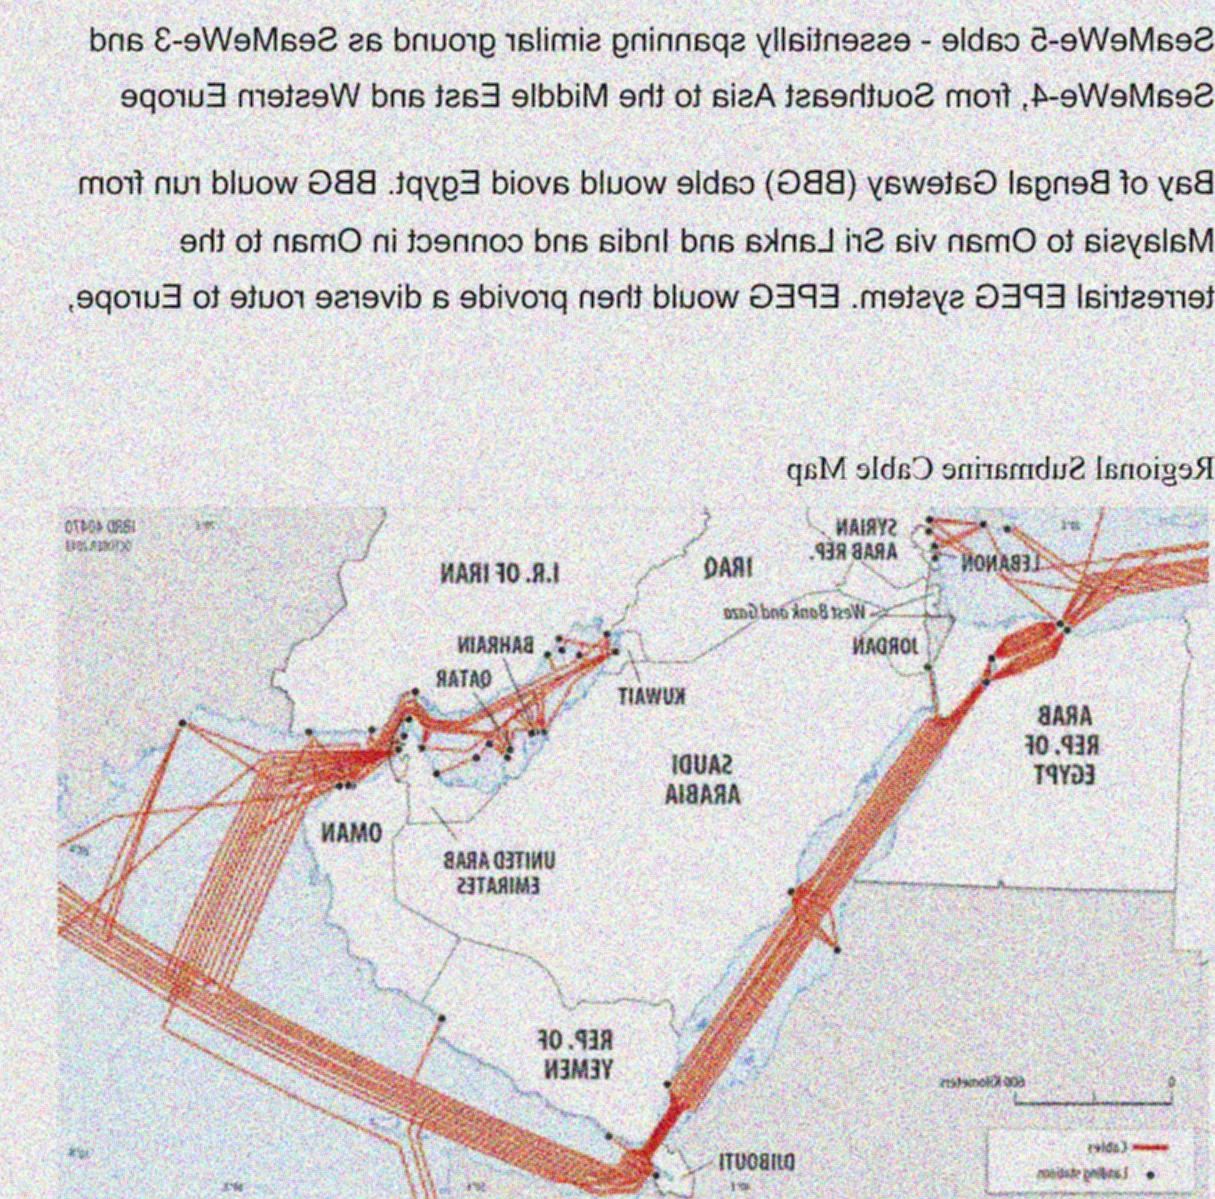 SeaMeWe-5 cable - essentially spanning similar ground as SeaMeWe-3 and
SeaMeWe-4, from Southeast Asia to the Middle East and Western Europe
Bay of Bengal Gateway (BBG) cable would avoid Egypt. BBG would run from
Malaysia to Oman via Sri Lanka and India and connect in Oman to the
terrestrial EPEG system. EPEG would then provide a diverse route to Europe,
Regional Submarine Cable Map
IBRD 40470
OCTOBER 2013
SYRIAN
ARAB REP.
LEBANON
IRAQ
I.R. OF IRAN
West Bank and Gaza
JORDAN
BAHRAIN
QATAR
KUWAIT
ARAB
REP. OF
EGYPT
SAUDI
ARABIA
OMAN
UNITED ARAB
EMIRATES
REP. OF
YEMEN
0 600 Kilometers
Cables
Landing stations
DJIBOUTI